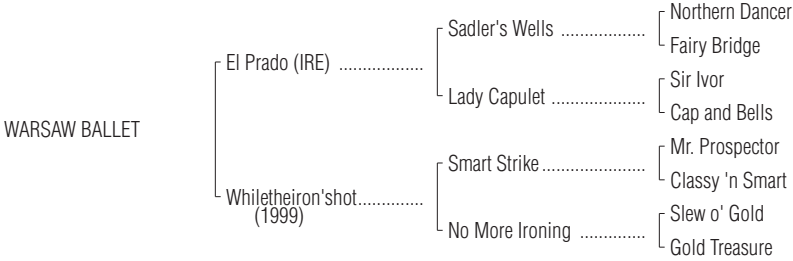 Northern Dancer
Sadler's Wells ..................
Fairy Bridge
El Prado (IRE) ..................
Sir Ivor
Lady Capulet ....................
Cap and Bells
WARSAW BALLET
Mr. Prospector
Smart Strike......................
Classy 'n Smart
Whiletheiron'shot..............
(1999)
Slew o' Gold
No More Ironing ..............
Gold Treasure